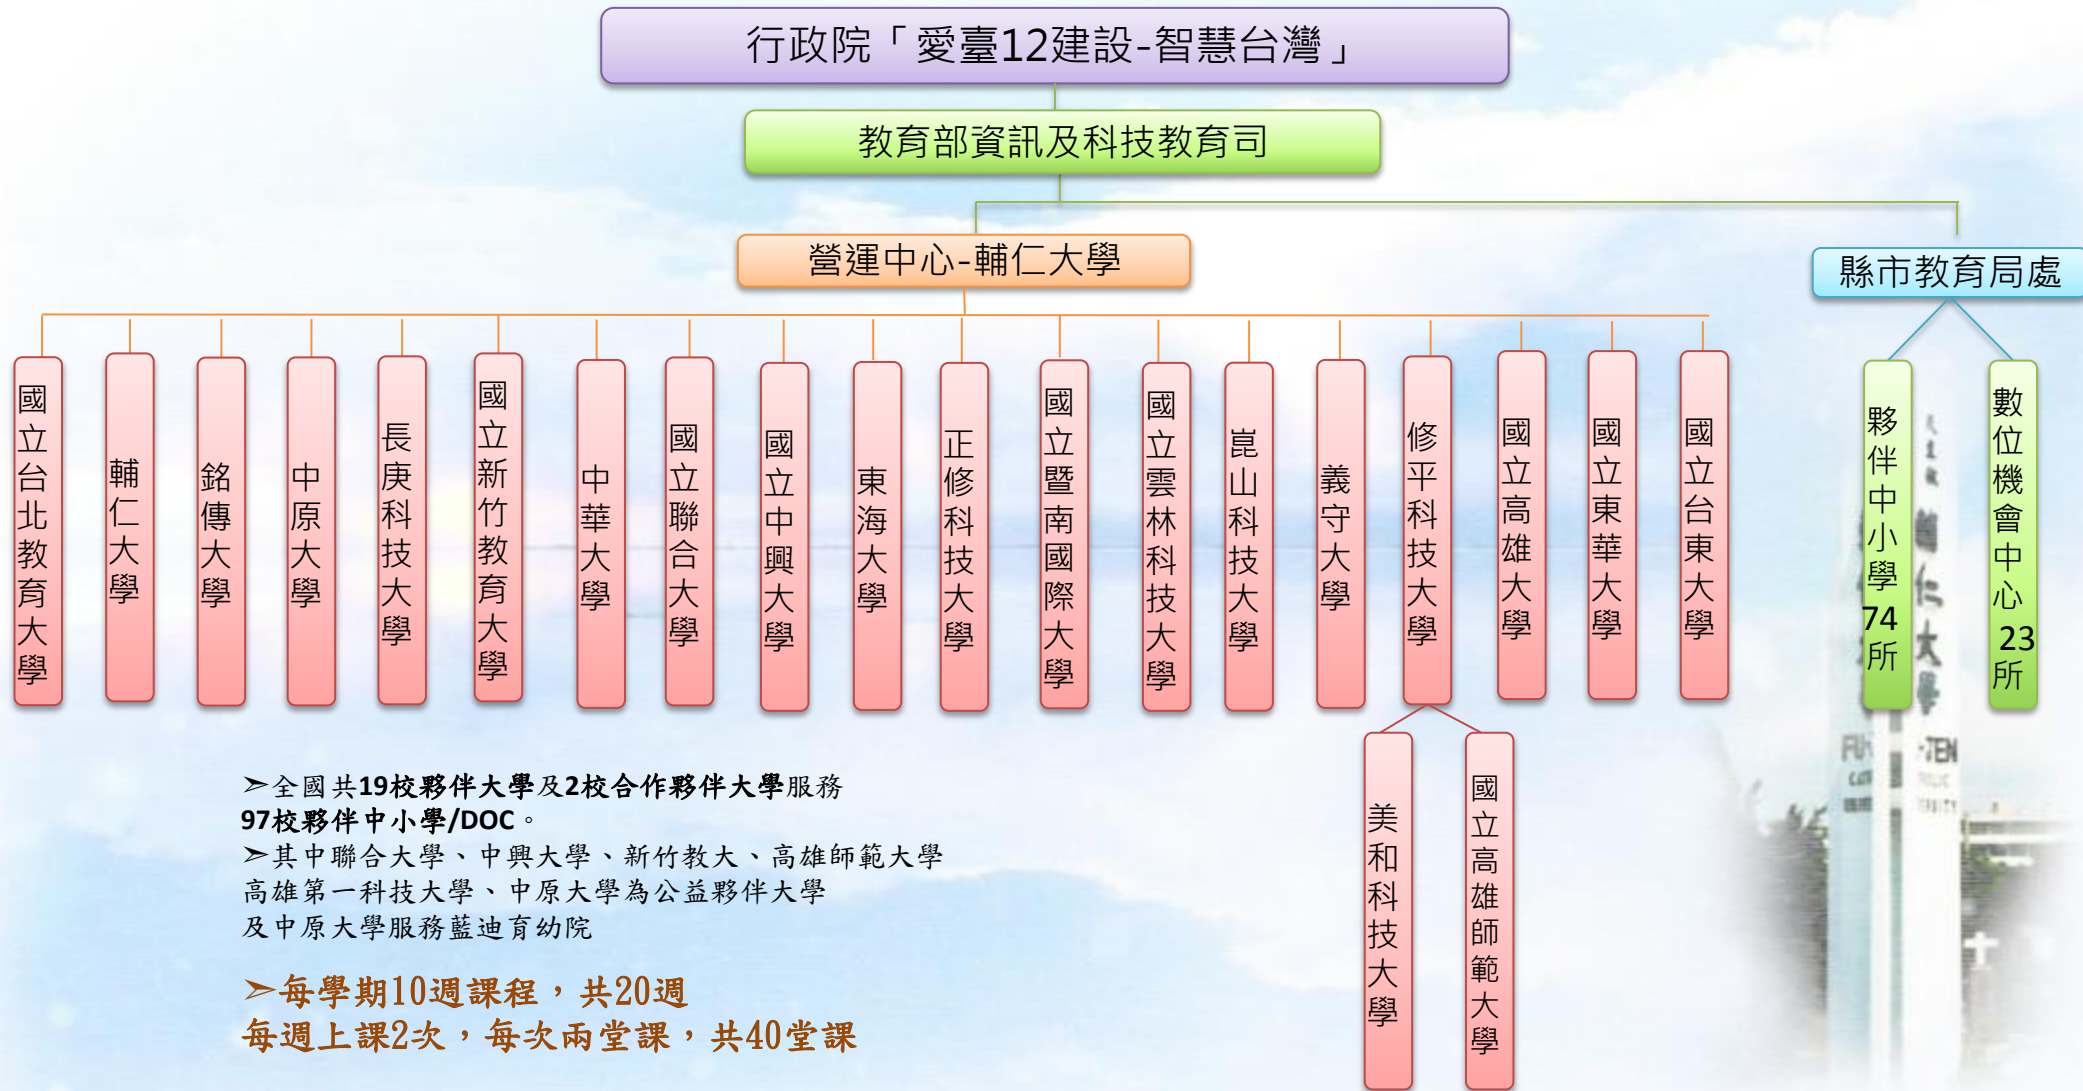 行政院「愛臺12建設-智慧台灣」
教育部資訊及科技教育司
營運中心-輔仁大學
縣市教育局處
國立台北教育大學
輔仁大學
銘傳大學
中原大學
長庚科技大學
國立新竹教育大學
中華大學
國立聯合大學
國立中興大學
東海大學
正修科技大學
國立暨南國際大學
國立雲林科技大學
崑山科技大學
義守大學
修平科技大學
國立高雄大學
國立東華大學
國立台東大學
夥伴中小學74所
數位機會中心23所
美和科技大學
國立高雄師範大學
➢全國共19校夥伴大學及2校合作夥伴大學服務
97校夥伴中小學/DOC。
➢其中聯合大學、中興大學、新竹教大、高雄師範大學
高雄第一科技大學、中原大學為公益夥伴大學
及中原大學服務藍迪育幼院
➢每學期10週課程，共20週
每週上課2次，每次兩堂課，共40堂課
輔仁大學